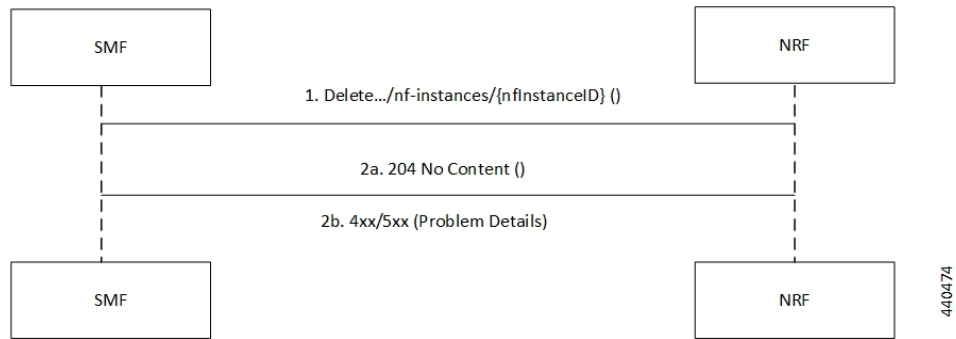 SMF
NRF
1. Delete.../nf-instances/{nfInstanceID} ()
2a. 204 No Content ()
2b. 4xx/5xx (Problem Details)
SMF
NRF
440474